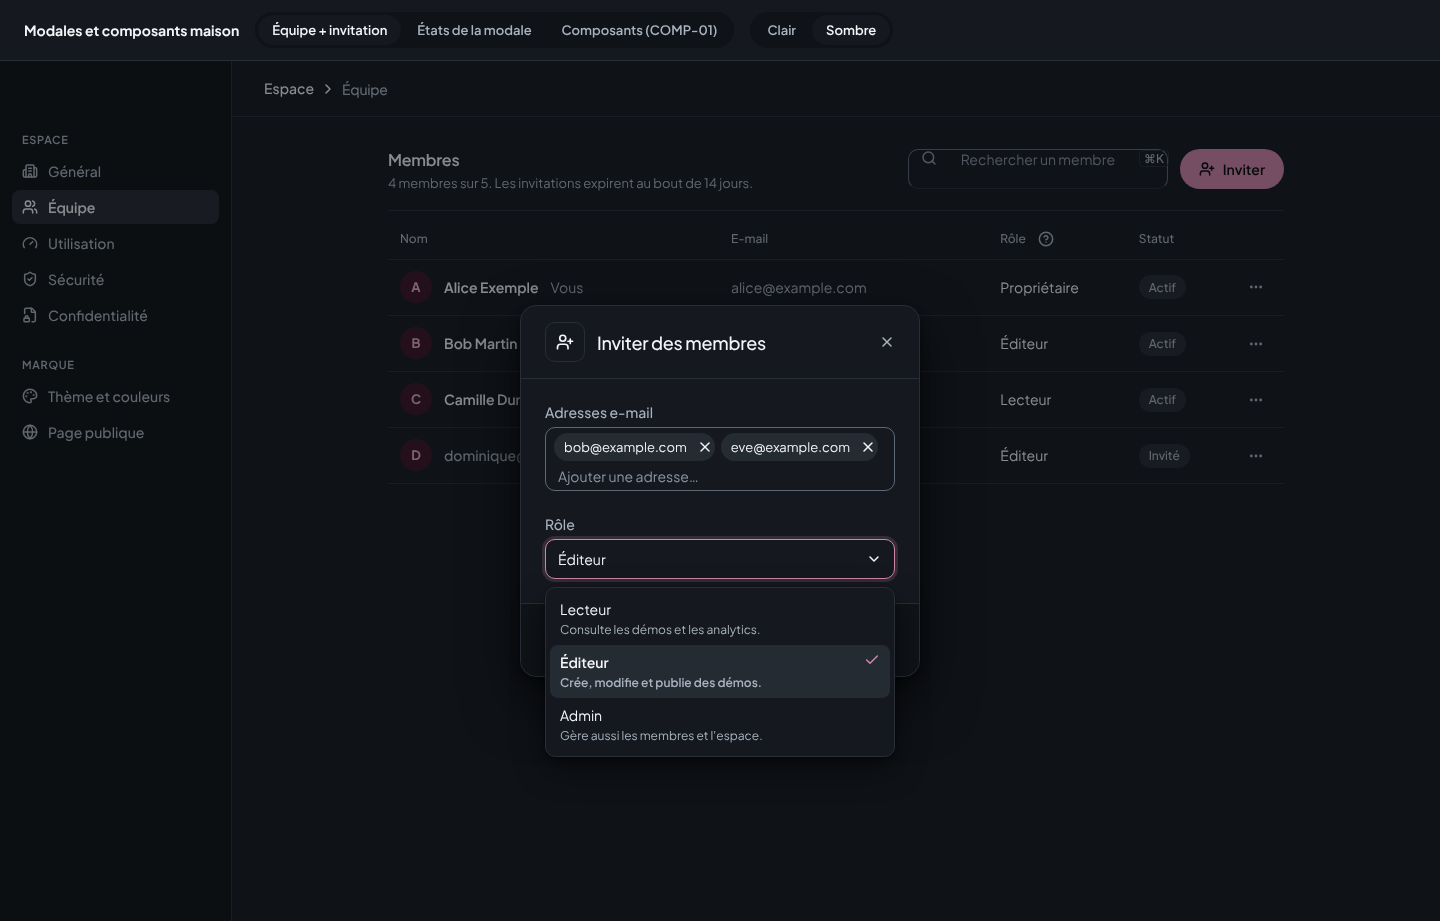 Modales et composants maison
Équipe + invitation
États de la modale
Composants (COMP-01)
Clair
Sombre
Espace
Équipe
ESPACE
Général
Équipe
Utilisation
Sécurité
Confidentialité
MARQUE
Thème et couleurs
Page publique
Membres
4 membres sur 5. Les invitations expirent au bout de 14 jours.
Rechercher un membre
⌘K
Inviter
Nom
E-mail
Rôle
Statut
A
Alice Exemple
Vous
alice@example.com
Propriétaire
Actif
B
Bob Martin
Éditeur
Actif
C
Camille
Lecteur
Actif
D
Éditeur
Invité
Inviter des membres
Adresses e-mail
bob@example.com
eve@example.com
Ajouter une adresse…
Rôle
Éditeur
Lecteur
Consulte les démos et les analytics.
Éditeur
Crée, modifie et publie des démos.
Admin
Gère aussi les membres et l'espace.